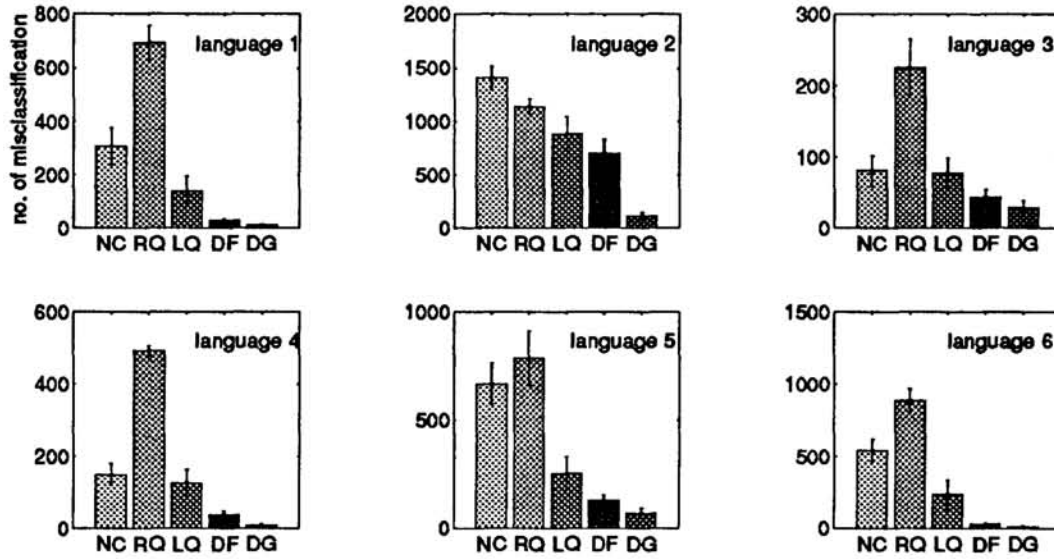 no. of misclassification
800
600
400
200
0
language 1
NC RQ LQ DF DG
2000
1500
1000
500
0
language 2
NC RQ LQ DF DG
300
200
100
0
language 3
NC RQ LQ DF DG
600
400
200
0
language 4
NC RQ LQ DF DG
1000
500
0
language 5
NC RQ LQ DF DG
1500
1000
500
0
language 6
NC RQ LQ DF DG